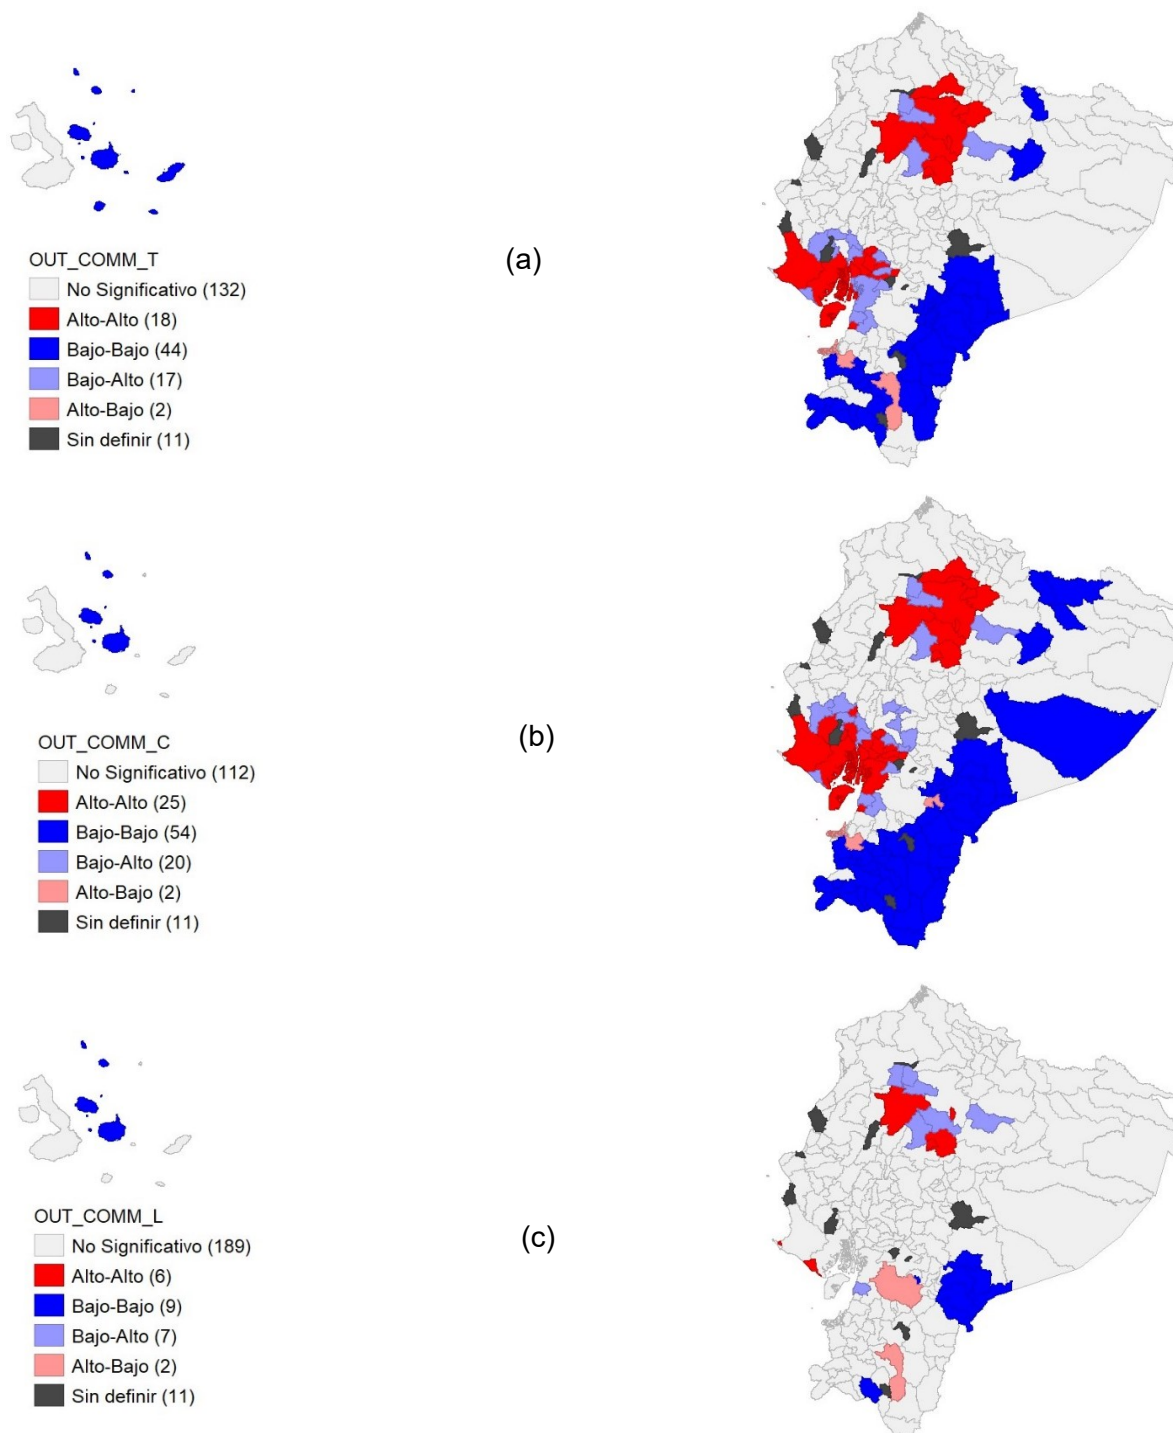 OUT_COMM_T
No Significativo (132)
Alto-Alto (18)
Bajo-Bajo (44)
Bajo-Alto (17)
Alto-Bajo (2)
Sin definir (11)
(a)
OUT_COMM_C
No Significativo (112)
Alto-Alto (25)
Bajo-Bajo (54)
Bajo-Alto (20)
Alto-Bajo (2)
Sin definir (11)
(b)
OUT_COMM_L
No Significativo (189)
Alto-Alto (6)
Bajo-Bajo (9)
Bajo-Alto (7)
Alto-Bajo (2)
Sin definir (11)
(c)